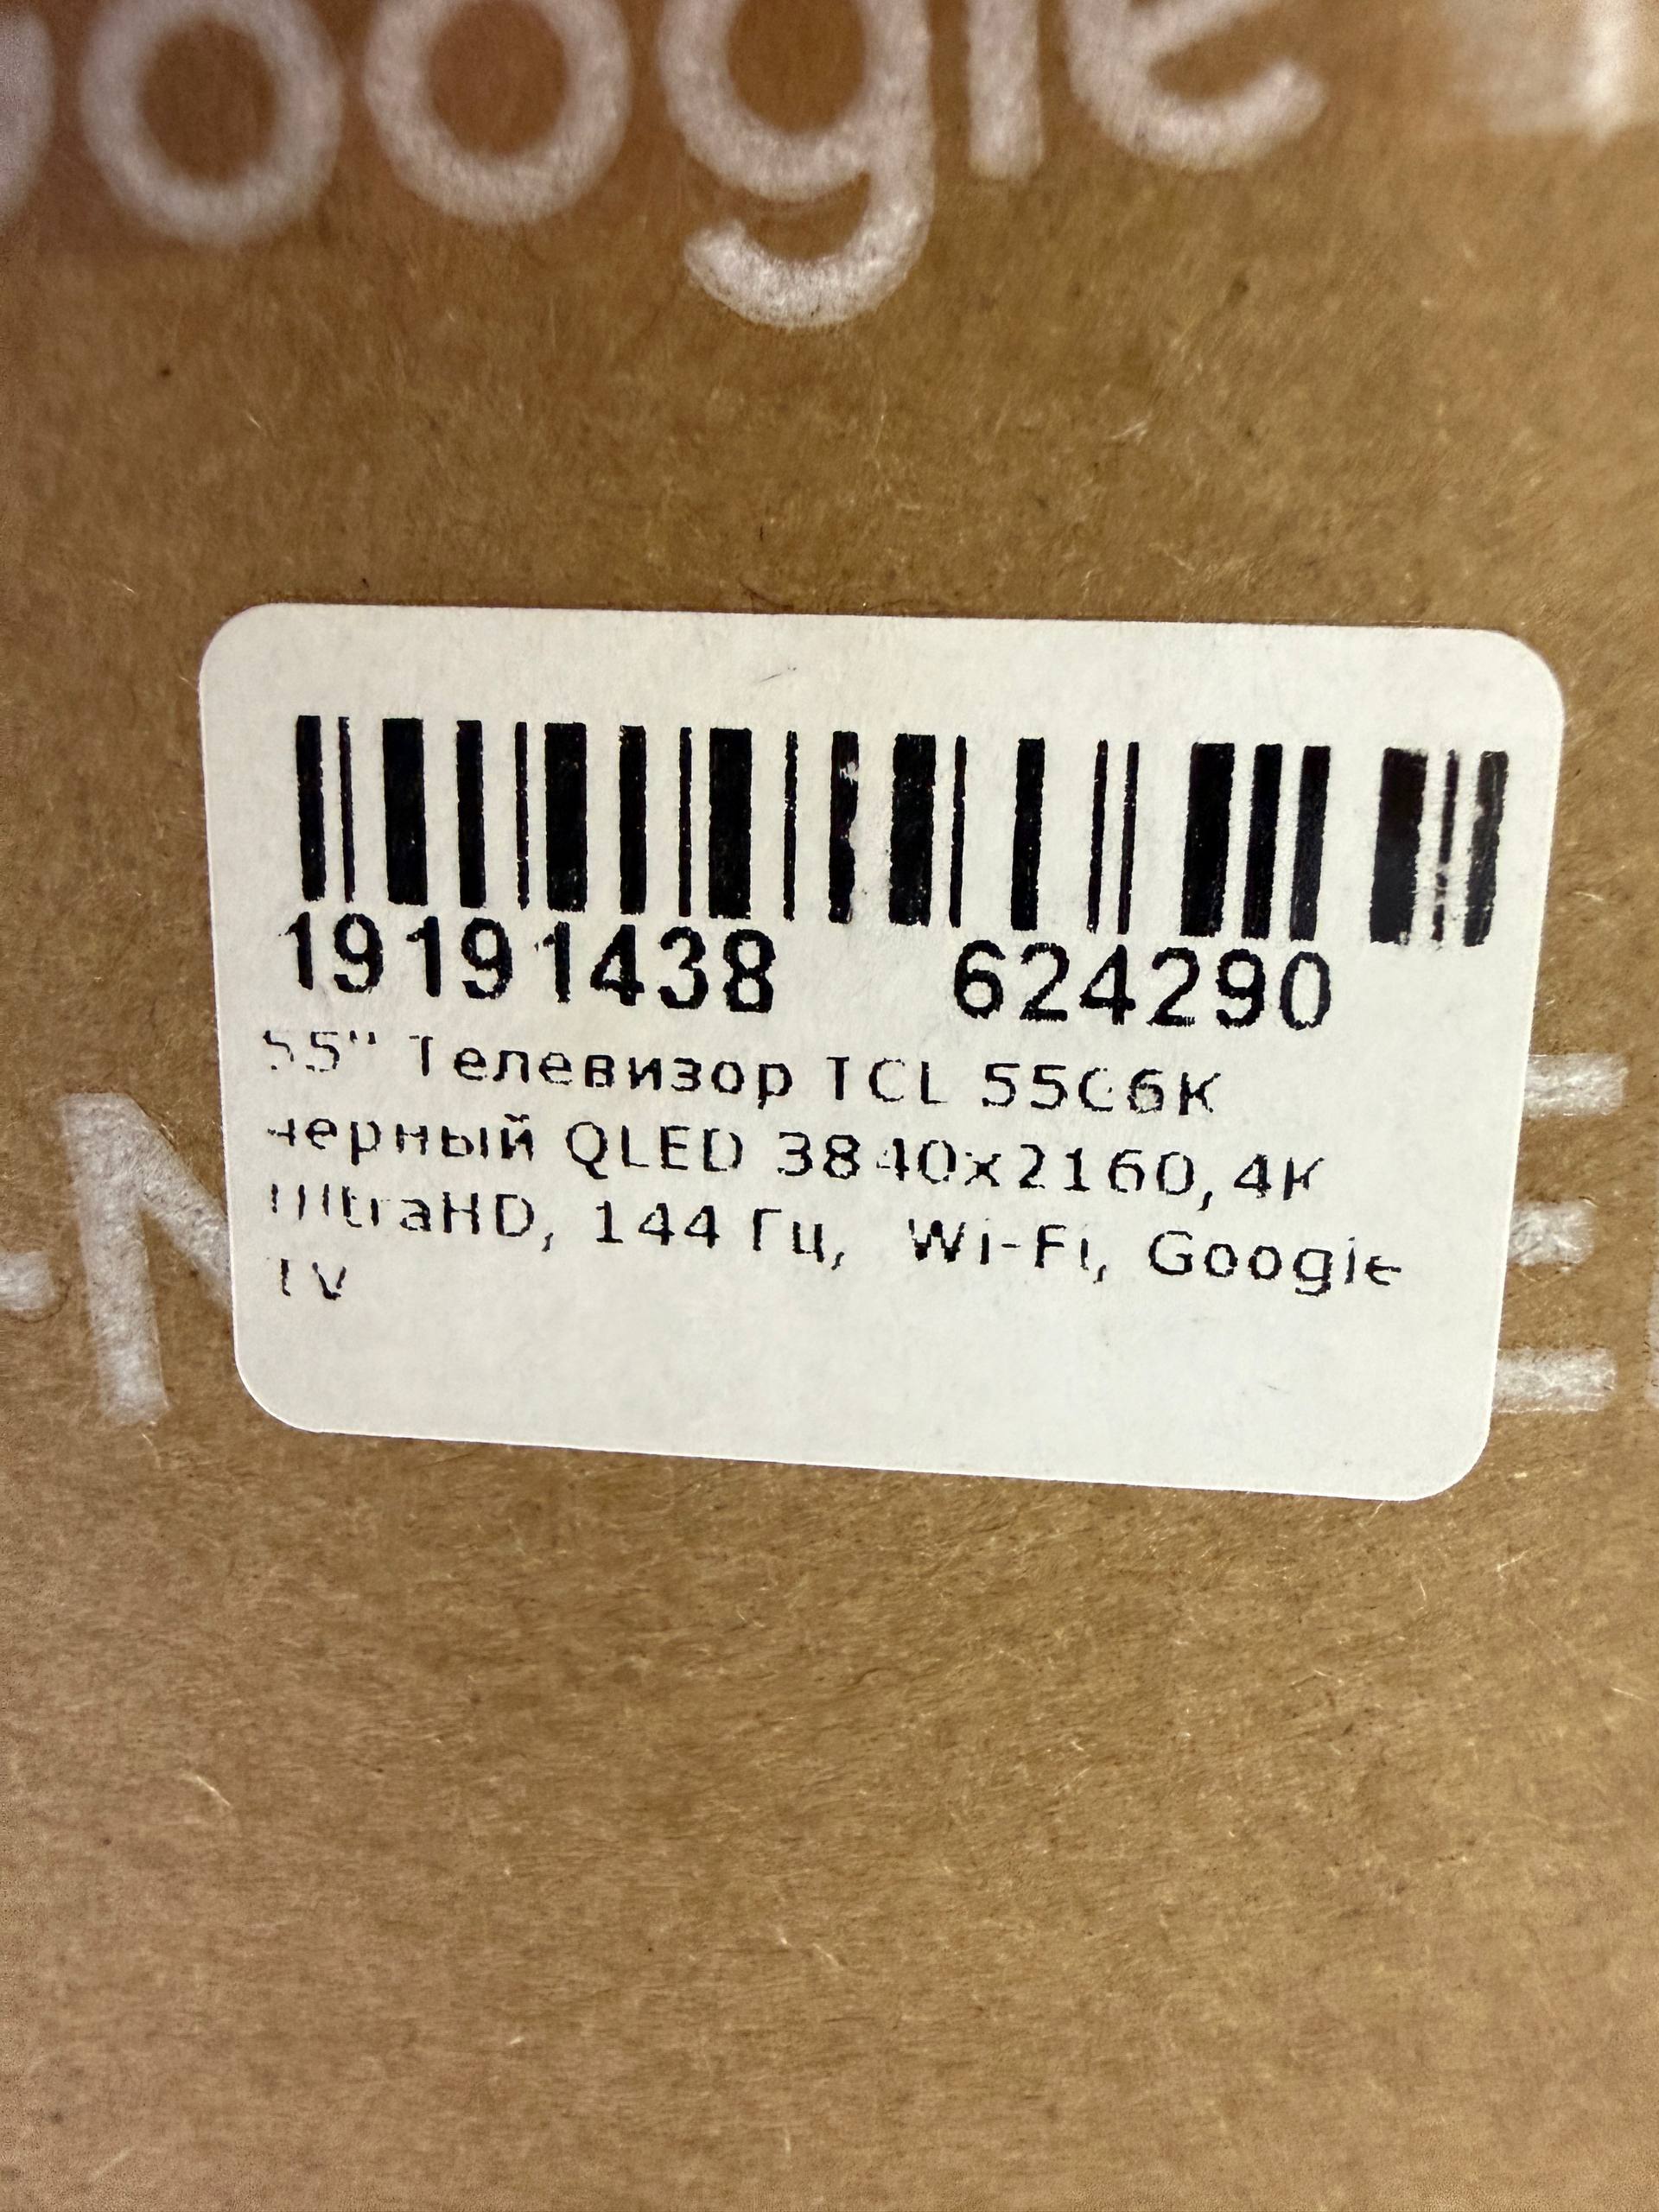 oogle
19191438 624290
55" Телевизор TCL 55C6K
черный QLED 3840x2160, 4K
UltraHD, 144 Гц, Wi-Fi, Google
TV